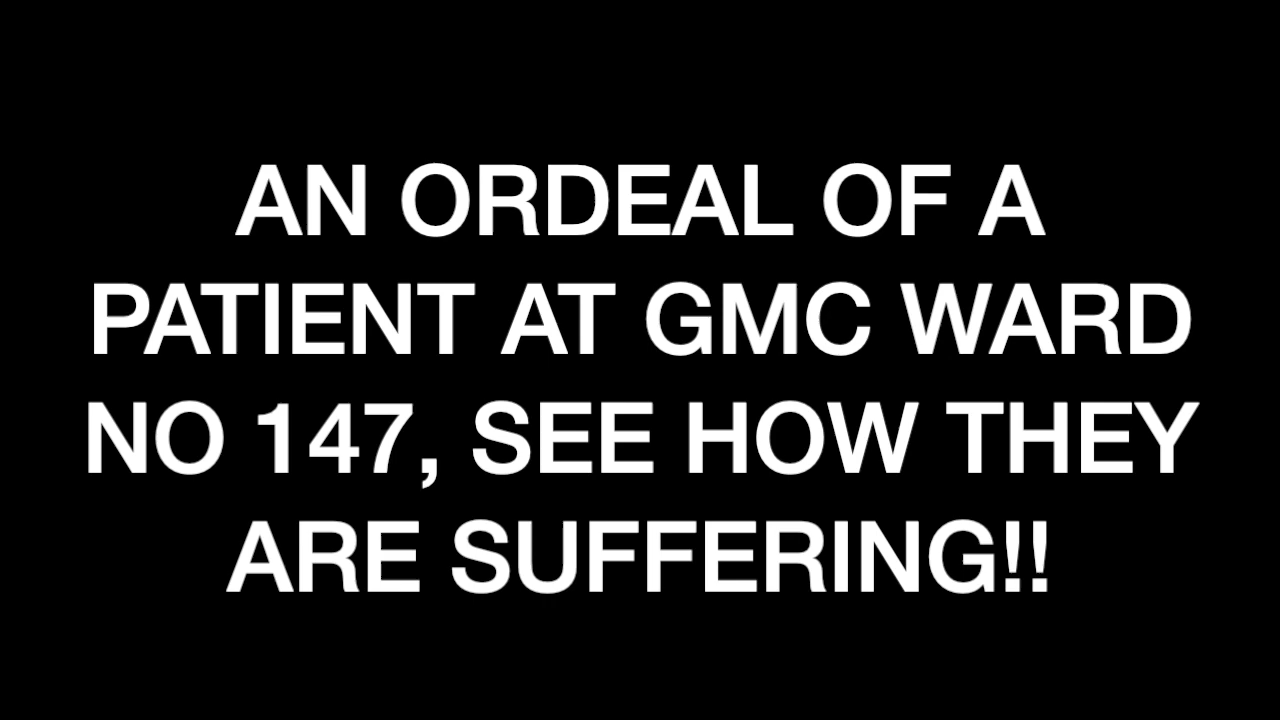 AN ORDEAL OF A
PATIENT AT GMC WARD
NO 147, SEE HOW THEY
ARE SUFFERING!!